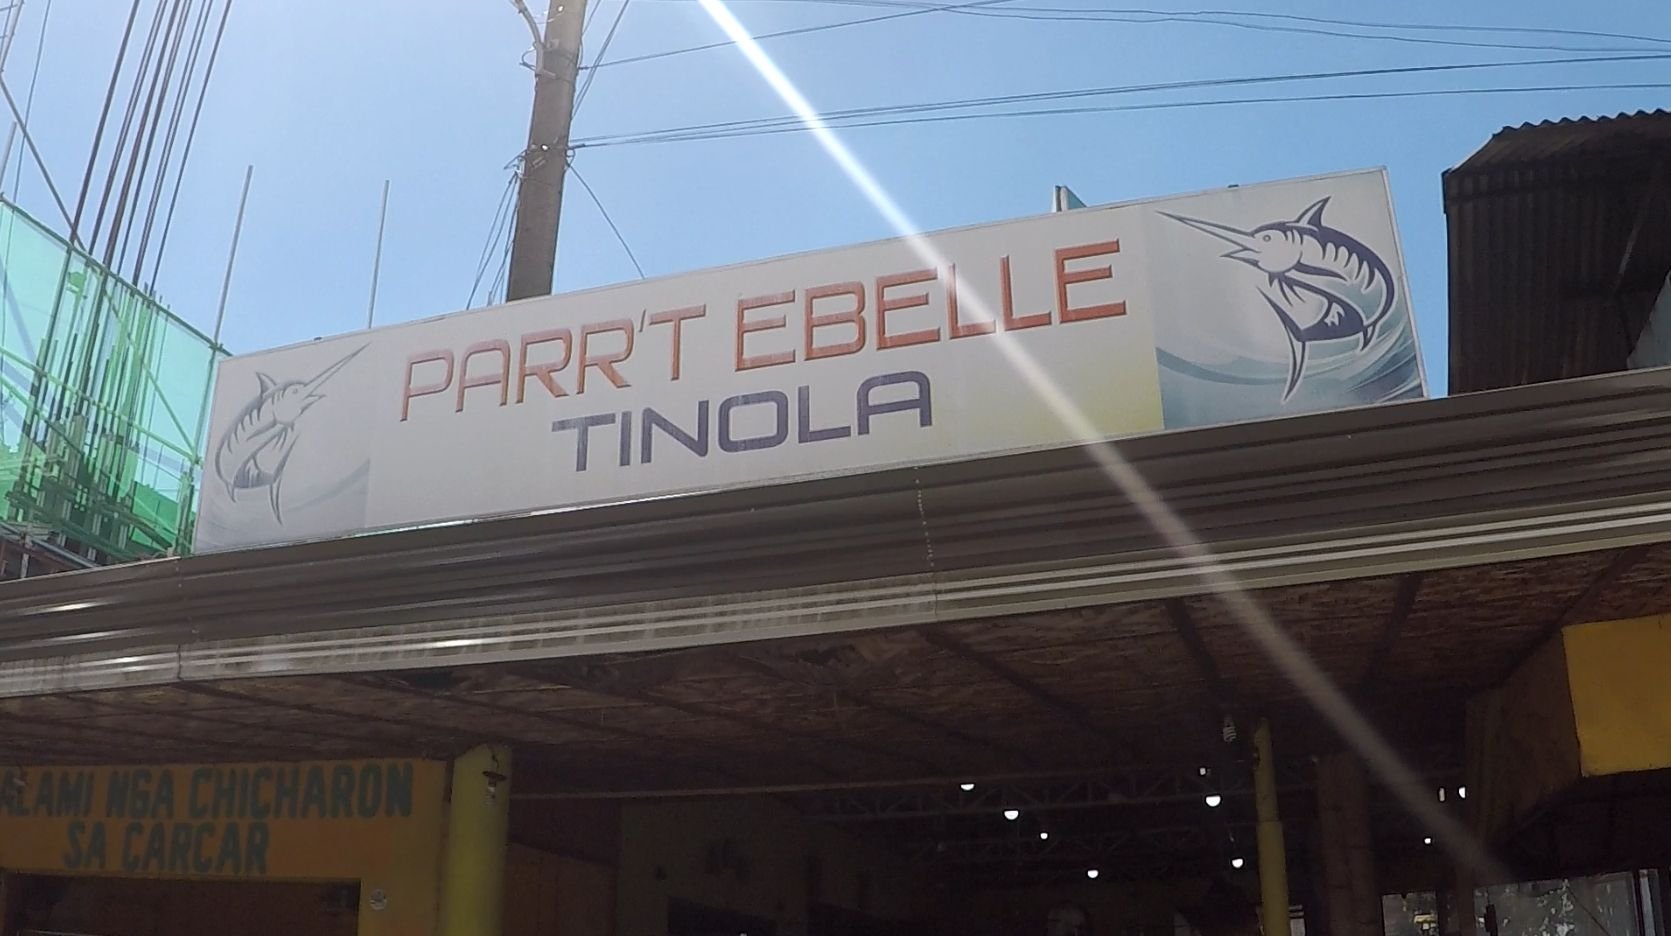 PARR'T EBELLE
TINOLA
NGA CHICHARON
SA CARCAR